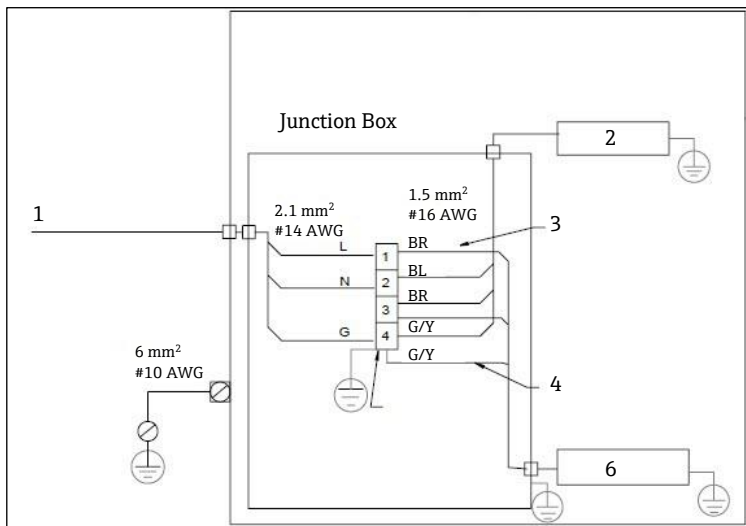 Junction Box
2
1
2.1 mm²
#14 AWG
1.5 mm²
#16 AWG
3
L
N
G
1
2
3
4
BR
BL
BR
G/Y
G/Y
4
6 mm²
#10 AWG
6